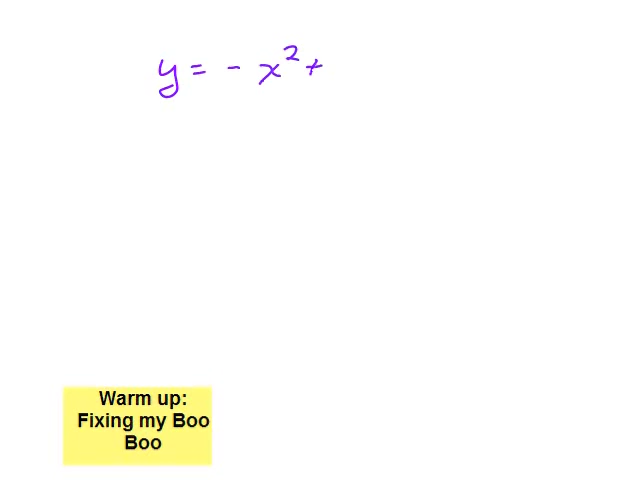 y = - x² +
Warm up:
Fixing my Boo
Boo